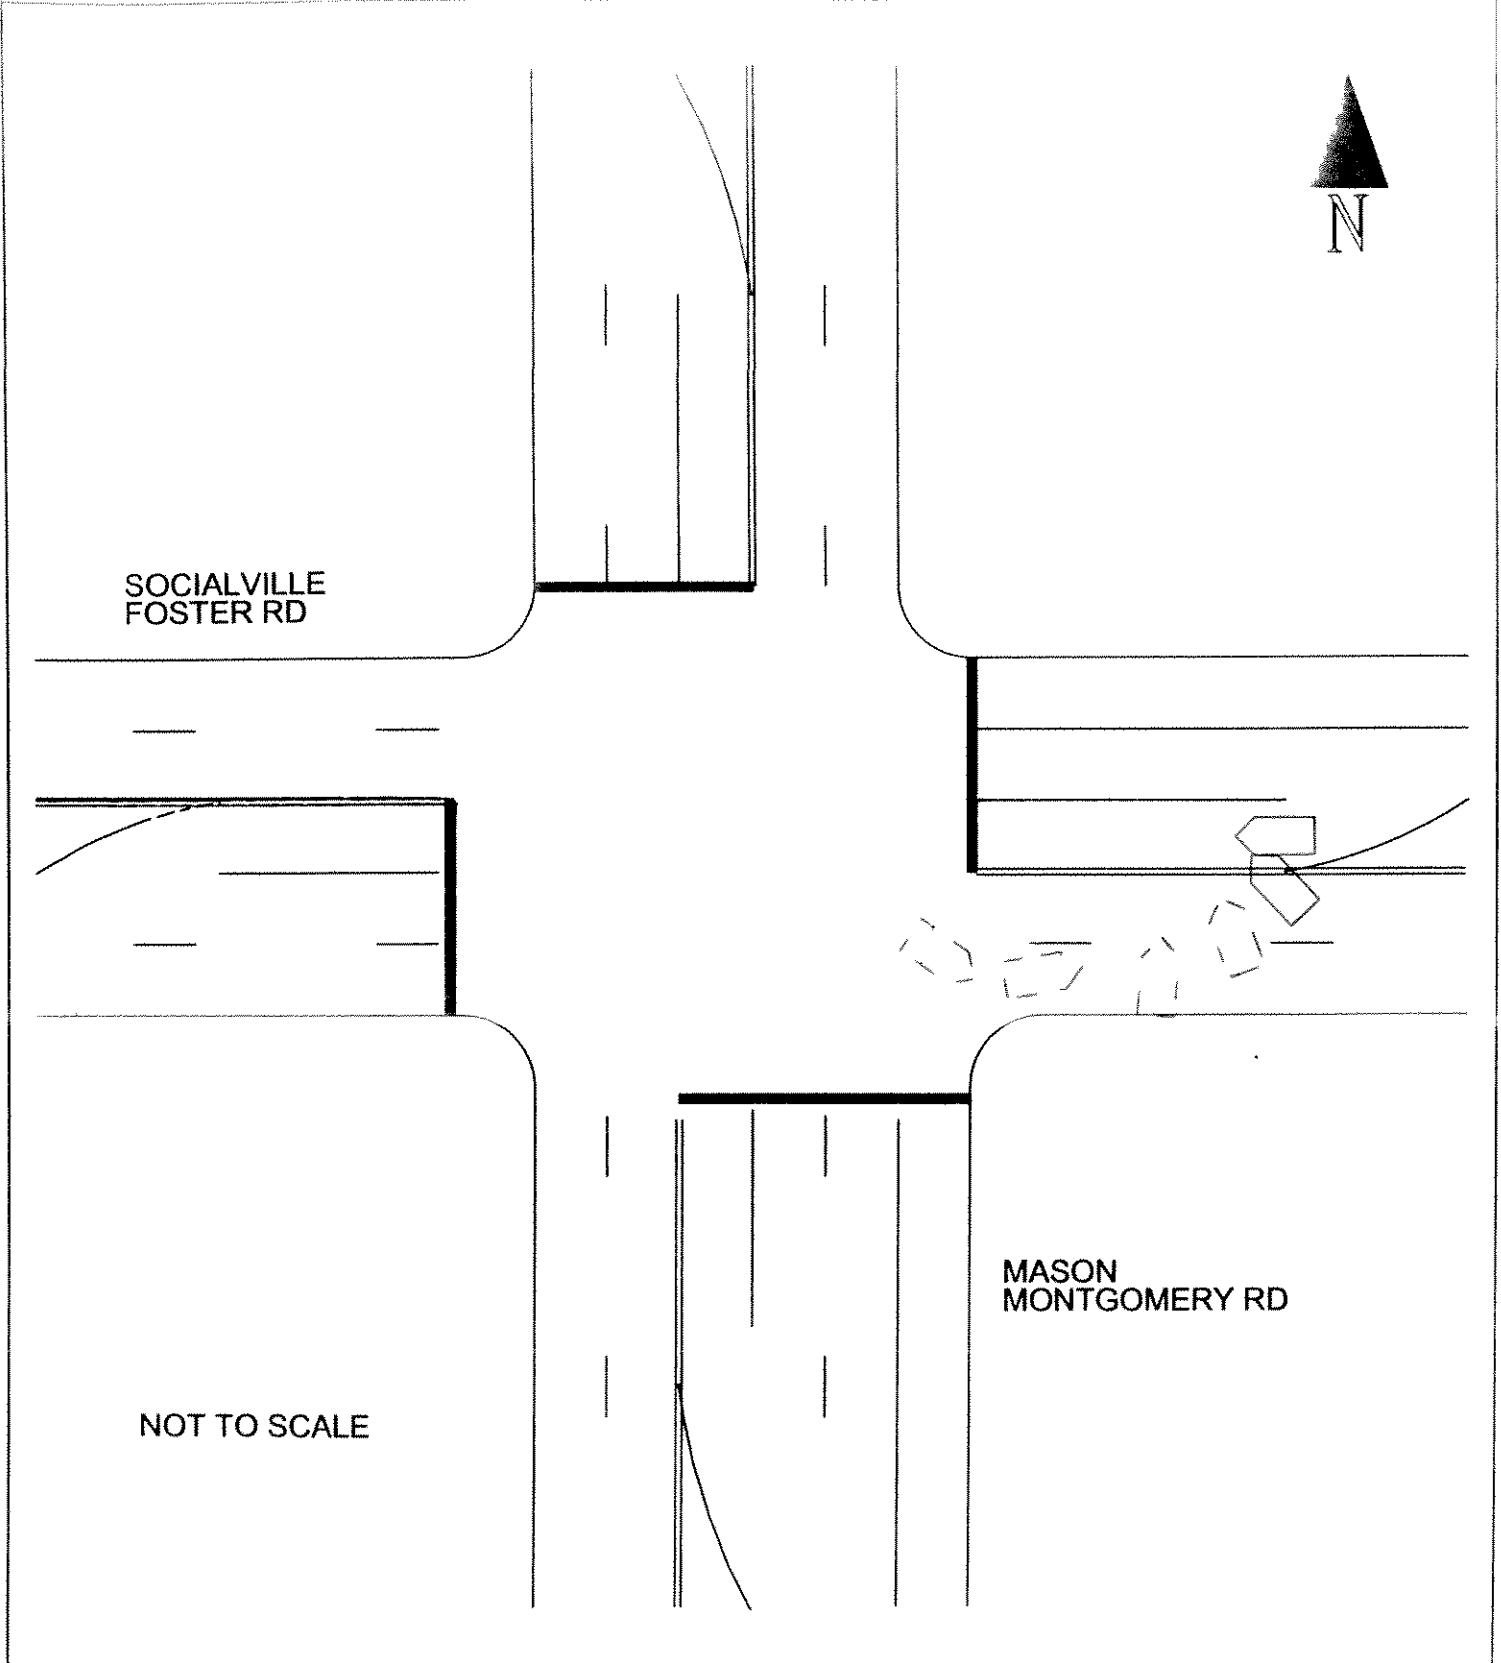 N
SOCIALVILLE
FOSTER RD
MASON
MONTGOMERY RD
NOT TO SCALE